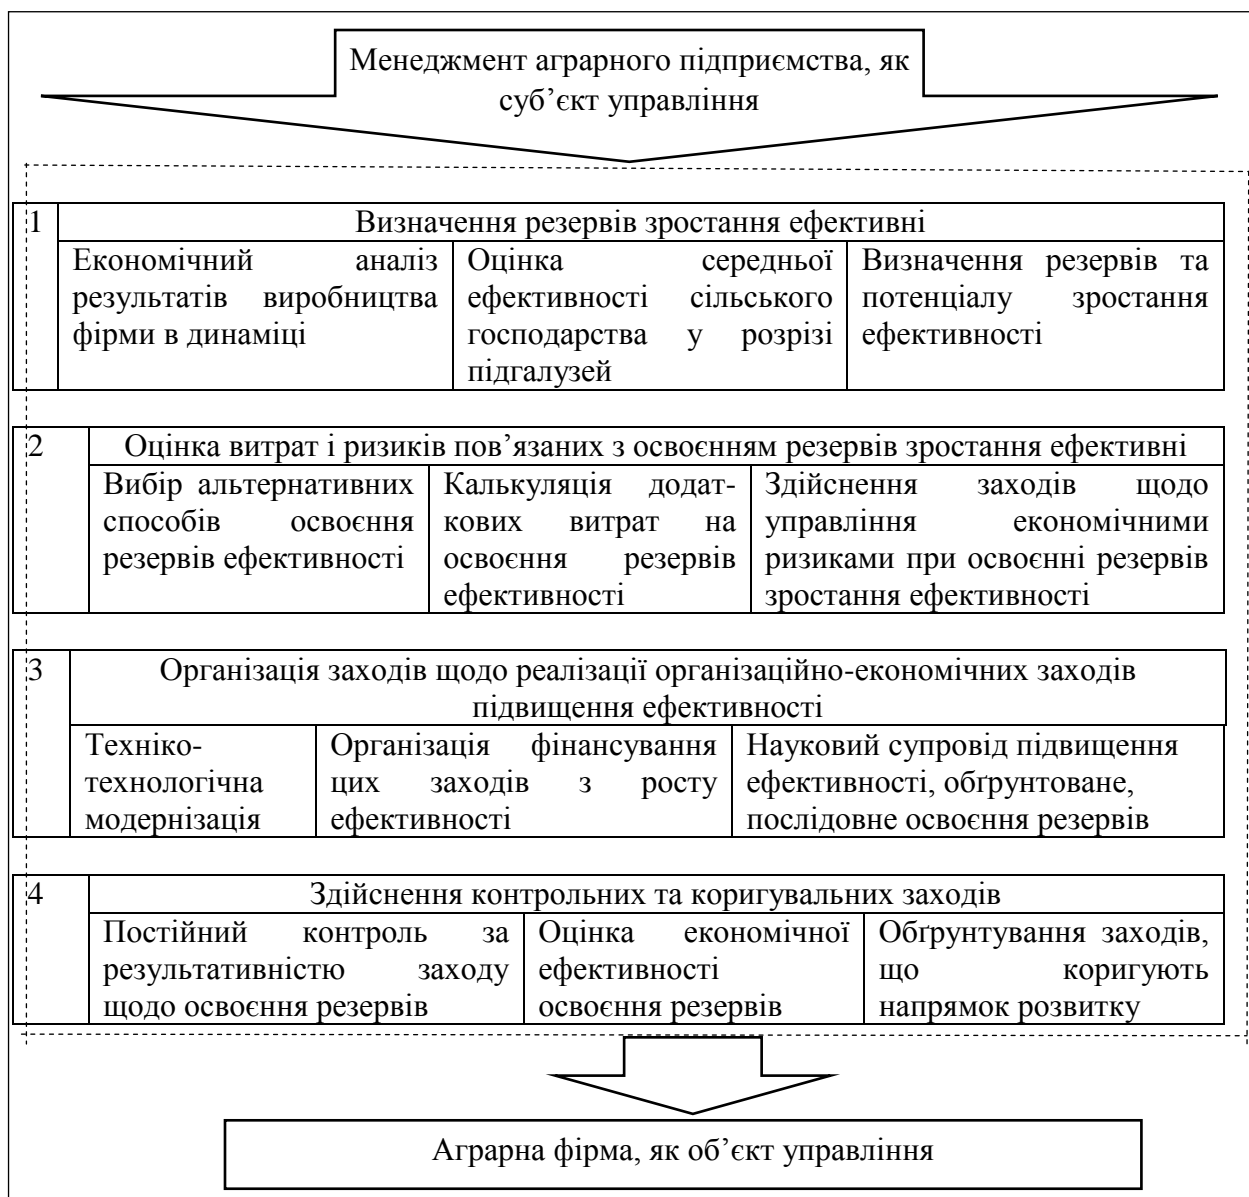 Менеджмент аграрного підприємства, як
суб’єкт управління
1
Визначення резервів зростання ефективні
Економічний аналіз
результатів виробництва
фірми в динаміці
Оцінка середньої
ефективності сільського
господарства у розрізі
підгалузей
Визначення резервів та
потенціалу зростання
ефективності
2
Оцінка витрат і ризиків пов’язаних з освоєнням резервів зростання ефективні
Вибір альтернативних
способів освоєння
резервів ефективності
Калькуляція додат-
кових витрат на
освоєння резервів
ефективності
Здійснення заходів щодо
управління економічними
ризиками при освоєнні резервів
зростання ефективності
3
Організація заходів щодо реалізації організаційно-економічних заходів
підвищення ефективності
Техніко-
технологічна
модернізація
Організація фінансування
цих заходів з росту
ефективності
Науковий супровід підвищення
ефективності, обґрунтоване,
послідовне освоєння резервів
4
Здійснення контрольних та коригувальних заходів
Постійний контроль за
результативністю заходу
щодо освоєння резервів
Оцінка економічної
ефективності
освоєння резервів
Обґрунтування заходів,
що коригують
напрямок розвитку
Аграрна фірма, як об’єкт управління